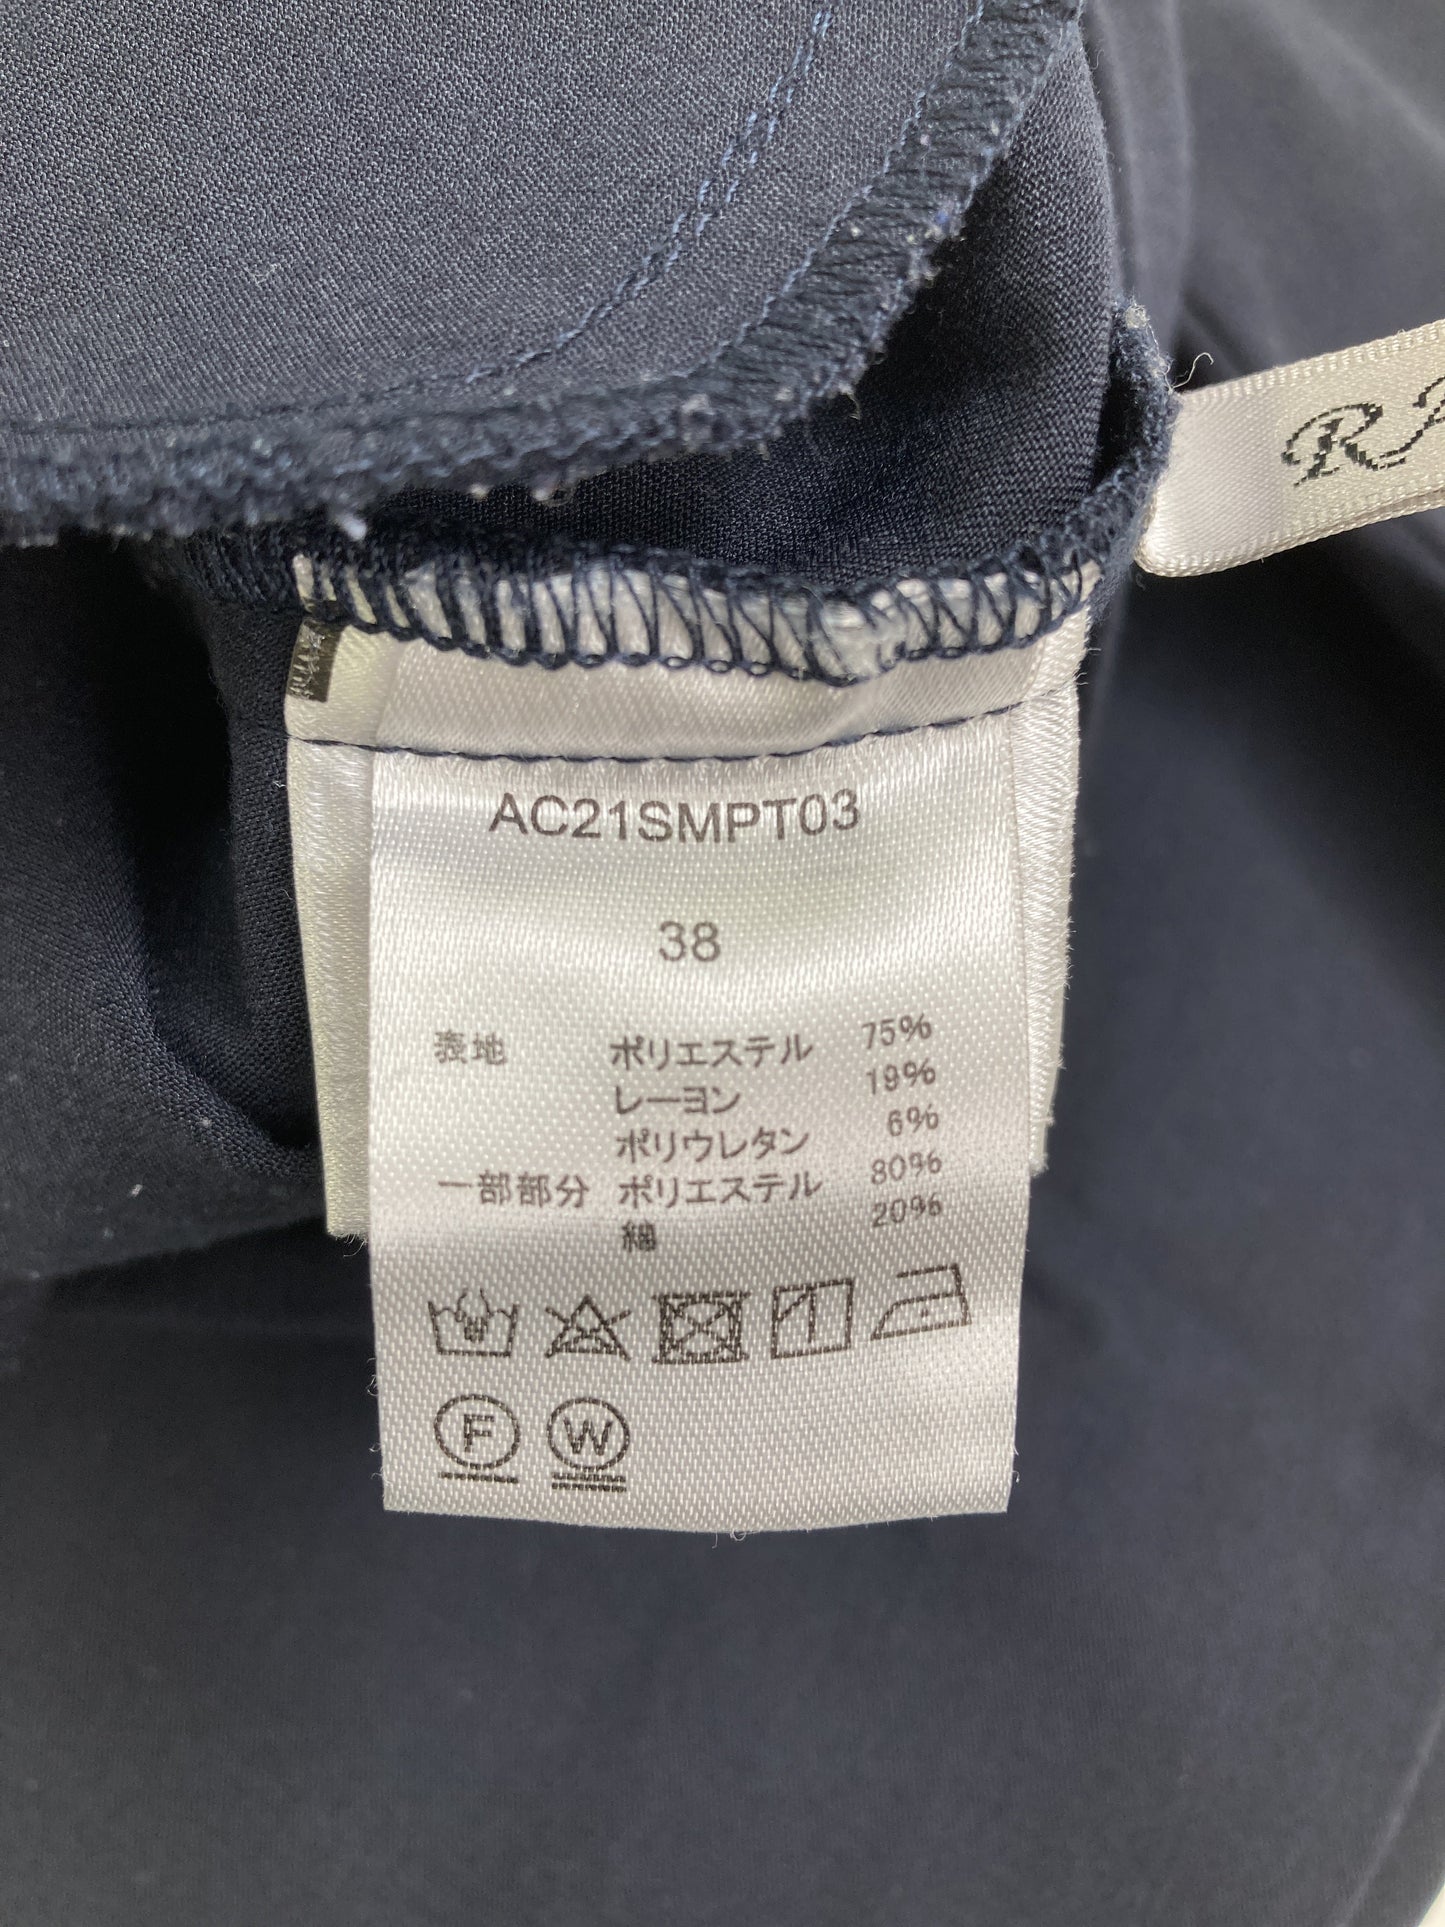 AC21SMPT03
38
表地 ポリエステル 75%
レーヨン 19%
ポリウレタン 6%
一部部分 ポリエステル 80%
綿 20%
F
W